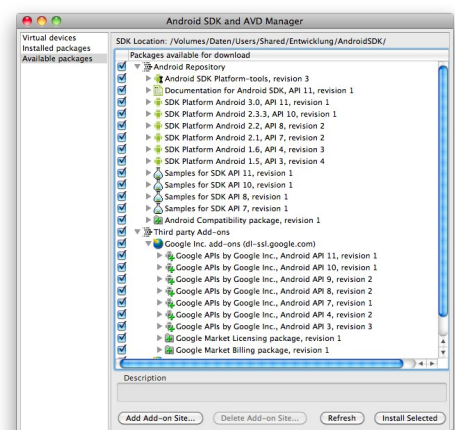 Android SDK and AVD Manager
Virtual devices
Installed packages
Available packages
SDK Location: /Volumes/Daten/Users/Shared/Entwicklung/AndroidSDK/
Packages available for download
Android Repository
Android SDK Platform-tools, revision 3
Documentation for Android SDK, API 11, revision 1
SDK Platform Android 3.0, API 11, revision 1
SDK Platform Android 2.3.3, API 10, revision 1
SDK Platform Android 2.2, API 8, revision 2
SDK Platform Android 2.1, API 7, revision 2
SDK Platform Android 1.6, API 4, revision 3
SDK Platform Android 1.5, API 3, revision 4
Samples for SDK API 11, revision 1
Samples for SDK API 10, revision 1
Samples for SDK API 8, revision 1
Samples for SDK API 7, revision 1
Android Compatibility package, revision 1
Third party Add-ons
Google Inc. add-ons (dl-ssl.google.com)
Google APIs by Google Inc., Android API 11, revision 1
Google APIs by Google Inc., Android API 10, revision 1
Google APIs by Google Inc., Android API 9, revision 2
Google APIs by Google Inc., Android API 8, revision 2
Google APIs by Google Inc., Android API 7, revision 1
Google APIs by Google Inc., Android API 4, revision 2
Google APIs by Google Inc., Android API 3, revision 3
Google Market Licensing package, revision 1
Google Market Billing package, revision 1
Description
Add Add-on Site...
Delete Add-on Site...
Refresh
Install Selected